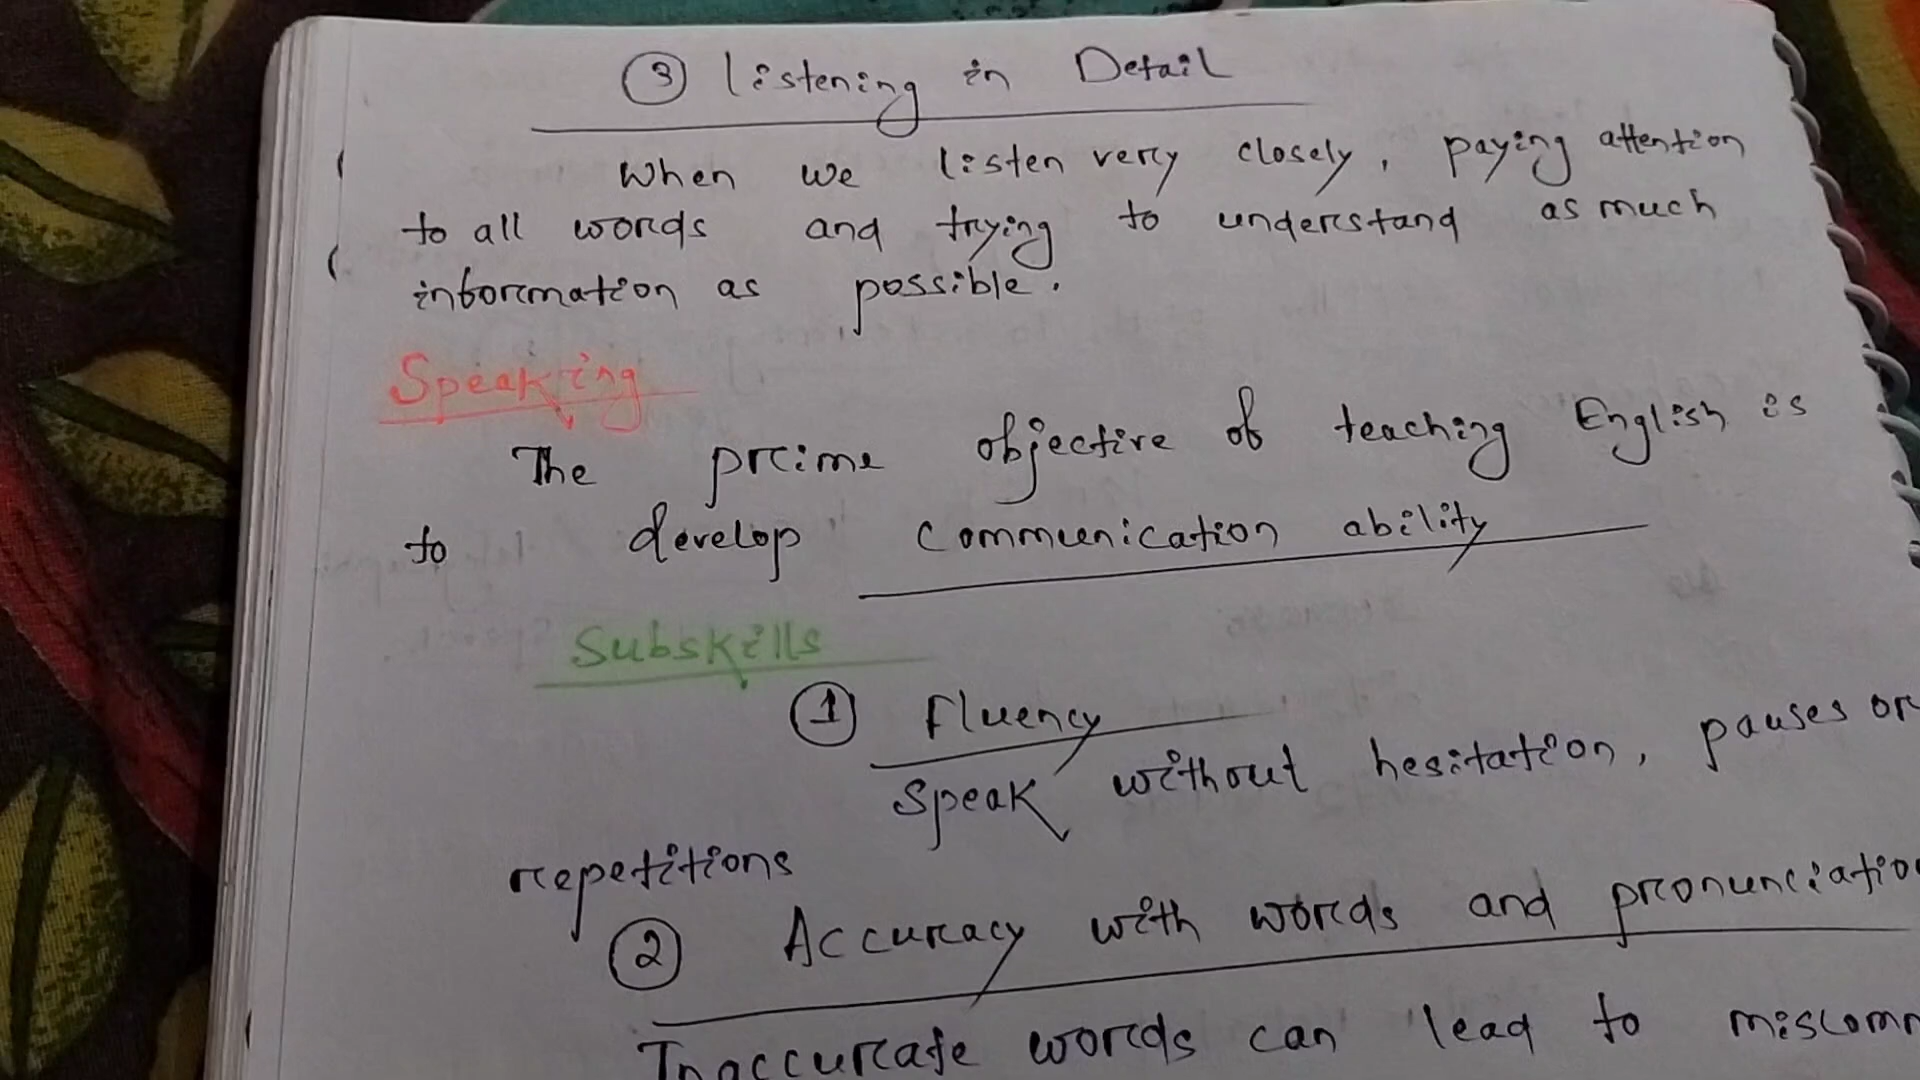 ③ Listening in Detail
When we listen very closely, paying attention
to all words and trying to understand as much
information as possible.
Speaking
The prime objective of teaching English is
to develop communication ability
Subskills
① Fluency
Speak without hesitation, pauses or
repetitions
② Accuracy with words and pronunciatio
Inaccurate words can lead to miscomm